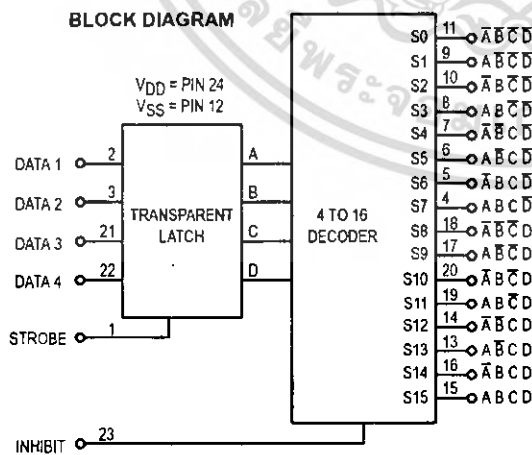 BLOCK DIAGRAM
VDD = PIN 24
VSS = PIN 12
DATA 1 2
DATA 2 3
DATA 3 21
DATA 4 22
STROBE 1
INHIBIT 23
TRANSPARENT
LATCH
A
B
C
D
4 TO 16
DECODER
S0 11 A̅ B̅ C̅ D̅
S1 9 A B̅ C̅ D̅
S2 10 A̅ B C̅ D̅
S3 8 A B C̅ D̅
S4 7 A̅ B̅ C D̅
S5 6 A B̅ C D̅
S6 5 A̅ B C D̅
S7 4 A B C D̅
S8 18 A̅ B̅ C̅ D
S9 17 A B̅ C̅ D
S10 20 A̅ B C̅ D
S11 19 A B C̅ D
S12 14 A̅ B̅ C D
S13 13 A B̅ C D
S14 16 A̅ B C D
S15 15 A B C D